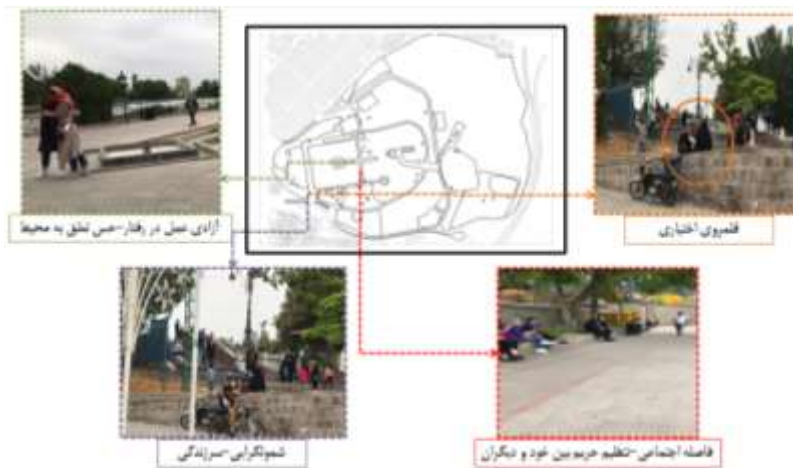 آزادی عمل در رفتار-حس تعلق به محیط
قلمروی اختیاری
شمولگرایی-سرزندگی
فاصله اجتماعی-تنظیم حریم بین خود و دیگران